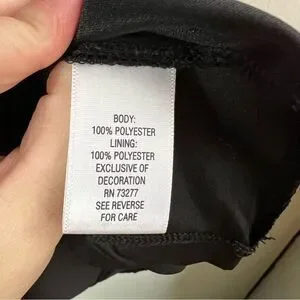 BODY:
100% POLYESTER
LINING:
100% POLYESTER
EXCLUSIVE OF
DECORATION
RN 73277
SEE REVERSE
FOR CARE